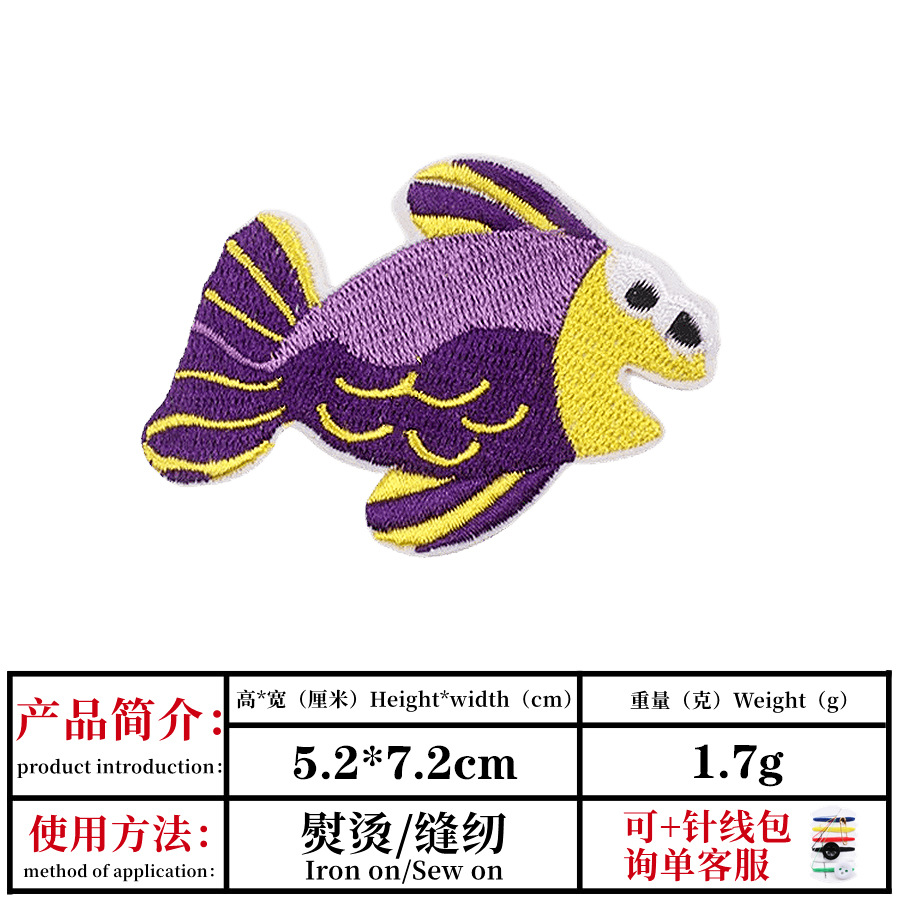 产品简介：
product introduction:
高*宽（厘米）Height*width（cm）
重量（克）Weight（g）
5.2*7.2cm
1.7g
使用方法：
method of application:
熨烫/缝纫
Iron on/Sew on
可+针线包
询单客服